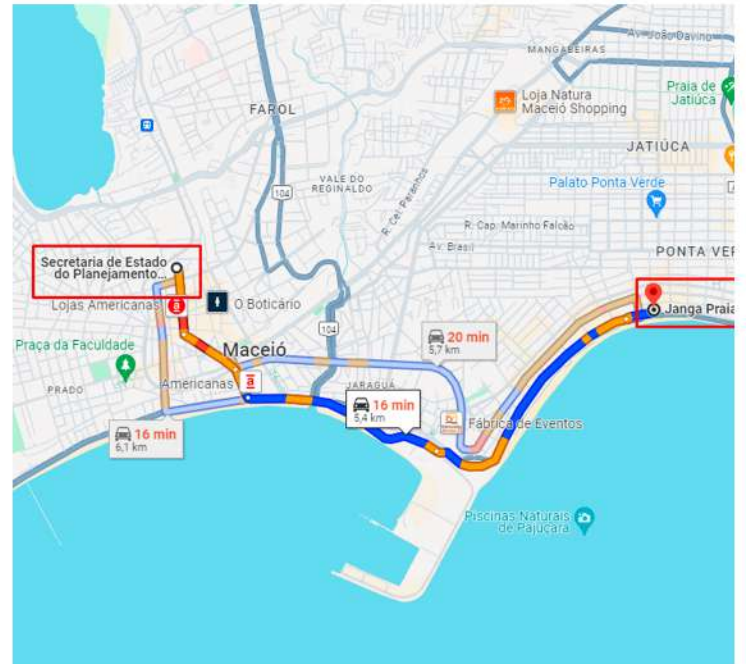 Av. João Davino
MANGABEIRAS
Praia de
Jatiúca
Loja Natura
Maceió Shopping
FAROL
JATIÚCA
VALE DO
REGINALDO
104
Palato Ponta Verde
R. Cel. Paranhos
R. Cap. Marinho Falcão
Av. Brasil
PONTA VER
Secretaria de Estado
do Planejamento...
Lojas Americanas
a
O Boticário
Janga Praia
104
20 min
5,7 km
Praça da Faculdade
Maceió
PRADO
Americanas
a
JARAGUÁ
16 min
5,4 km
Fábrica de Eventos
16 min
6,1 km
Piscinas Naturais
de Pajuçara